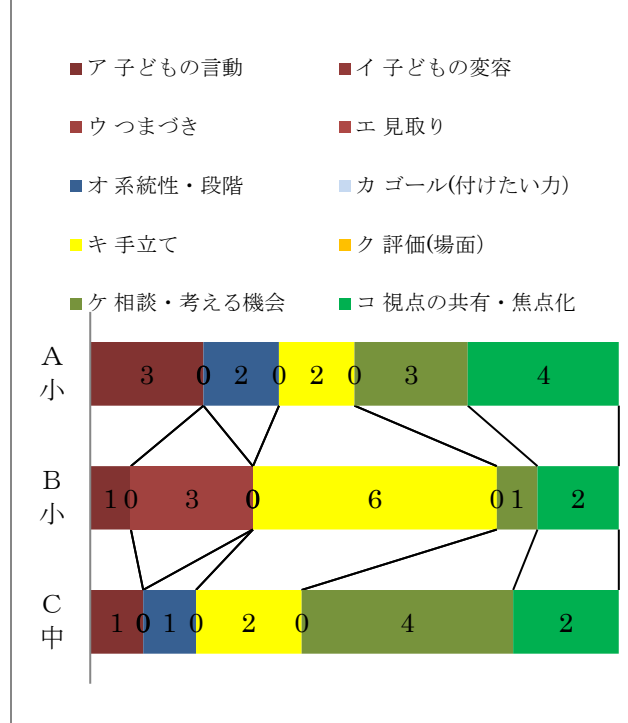 ア 子どもの言動 イ 子どもの変容
ウ つまづき エ 見取り
オ 系統性・段階 カ ゴール(付けたい力)
キ 手立て ク 評価(場面)
ケ 相談・考える機会 コ 視点の共有・焦点化
A小 3 0 2 0 2 0 3 4
B小 1 0 3 0 6 0 1 2
C中 1 0 1 0 2 0 4 2